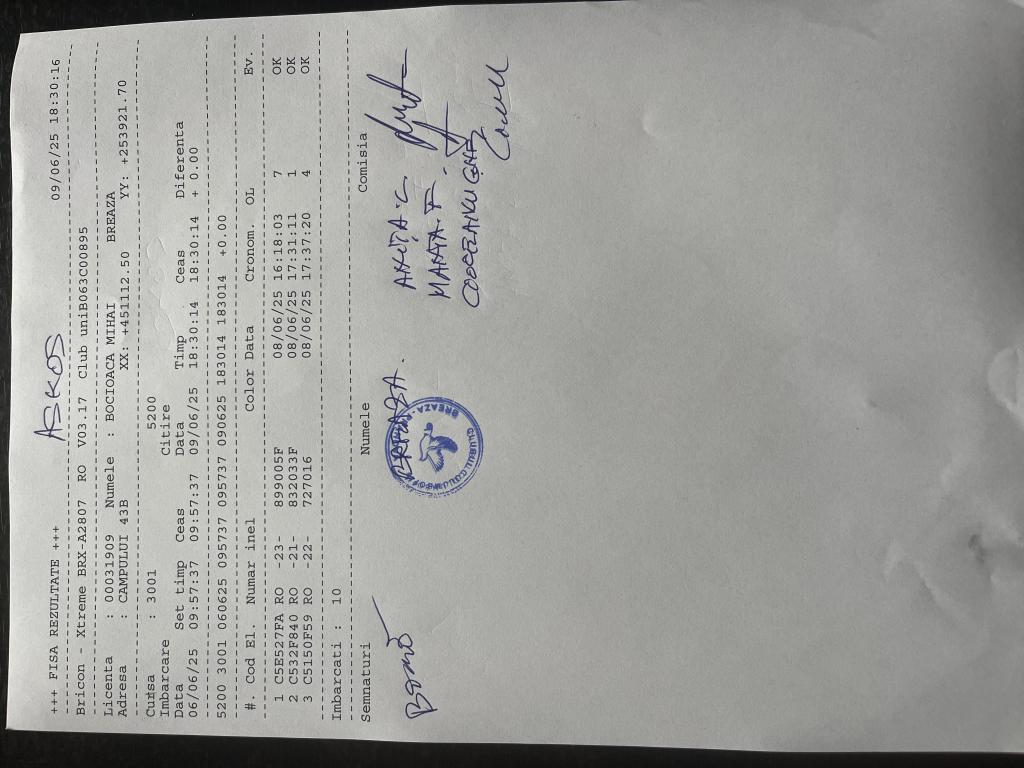 ASKOS
+++ FISA REZULTATE +++ 09/06/25 18:30:16
Bricon - Xtreme BRX-A2807 RO V03.17 Club uniB063C00895
Licenta : 00031909 Numele : BOCIOACA MIHAI BREAZA
Adresa : CAMPULUI 43B XX: +451112.50 YY: +253921.70
Cursa : 3001 5200
Imbarcare Citire
Data Set timp Ceas Data Timp Ceas Diferenta
06/06/25 09:57:37 09:57:37 09/06/25 18:30:14 18:30:14 + 0.00
5200 3001 060625 095737 095737 090625 183014 183014 +0.00
#. Cod El. Numar inel Color Data Cronom. OL Ev.
1 C5E527FA RO -23- 899005F 08/06/25 16:18:03 7 OK
2 C532F840 RO -21- 832033F 08/06/25 17:31:11 1 OK
3 C5150F59 RO -22- 727016 08/06/25 17:37:20 4 OK
Imbarcati : 10
Semnaturi Numele Comisia
BREAZA